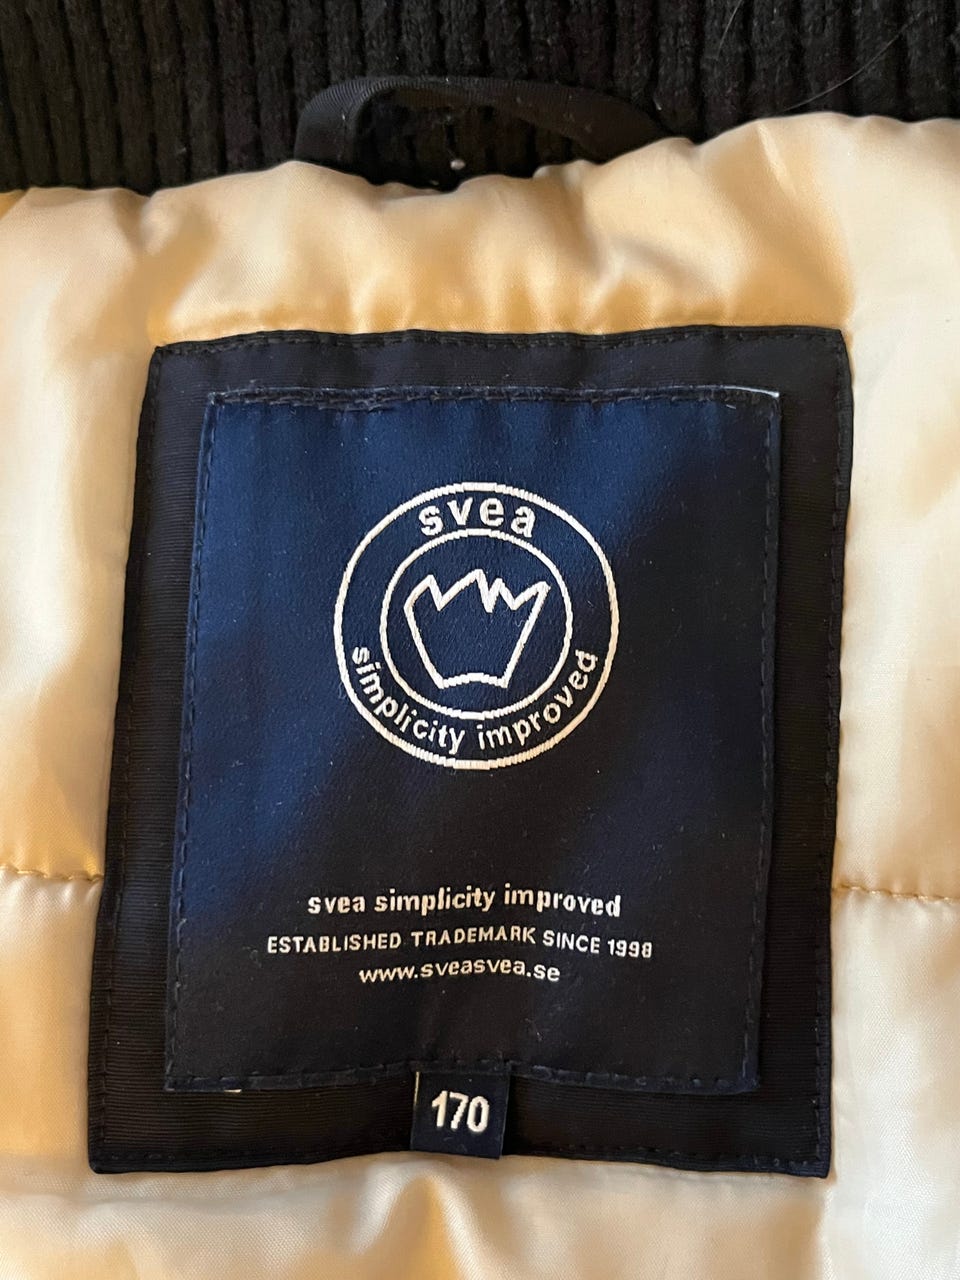 svea
simplicity improved
svea simplicity improved
ESTABLISHED TRADEMARK SINCE 1998
www.sveasvea.se
170